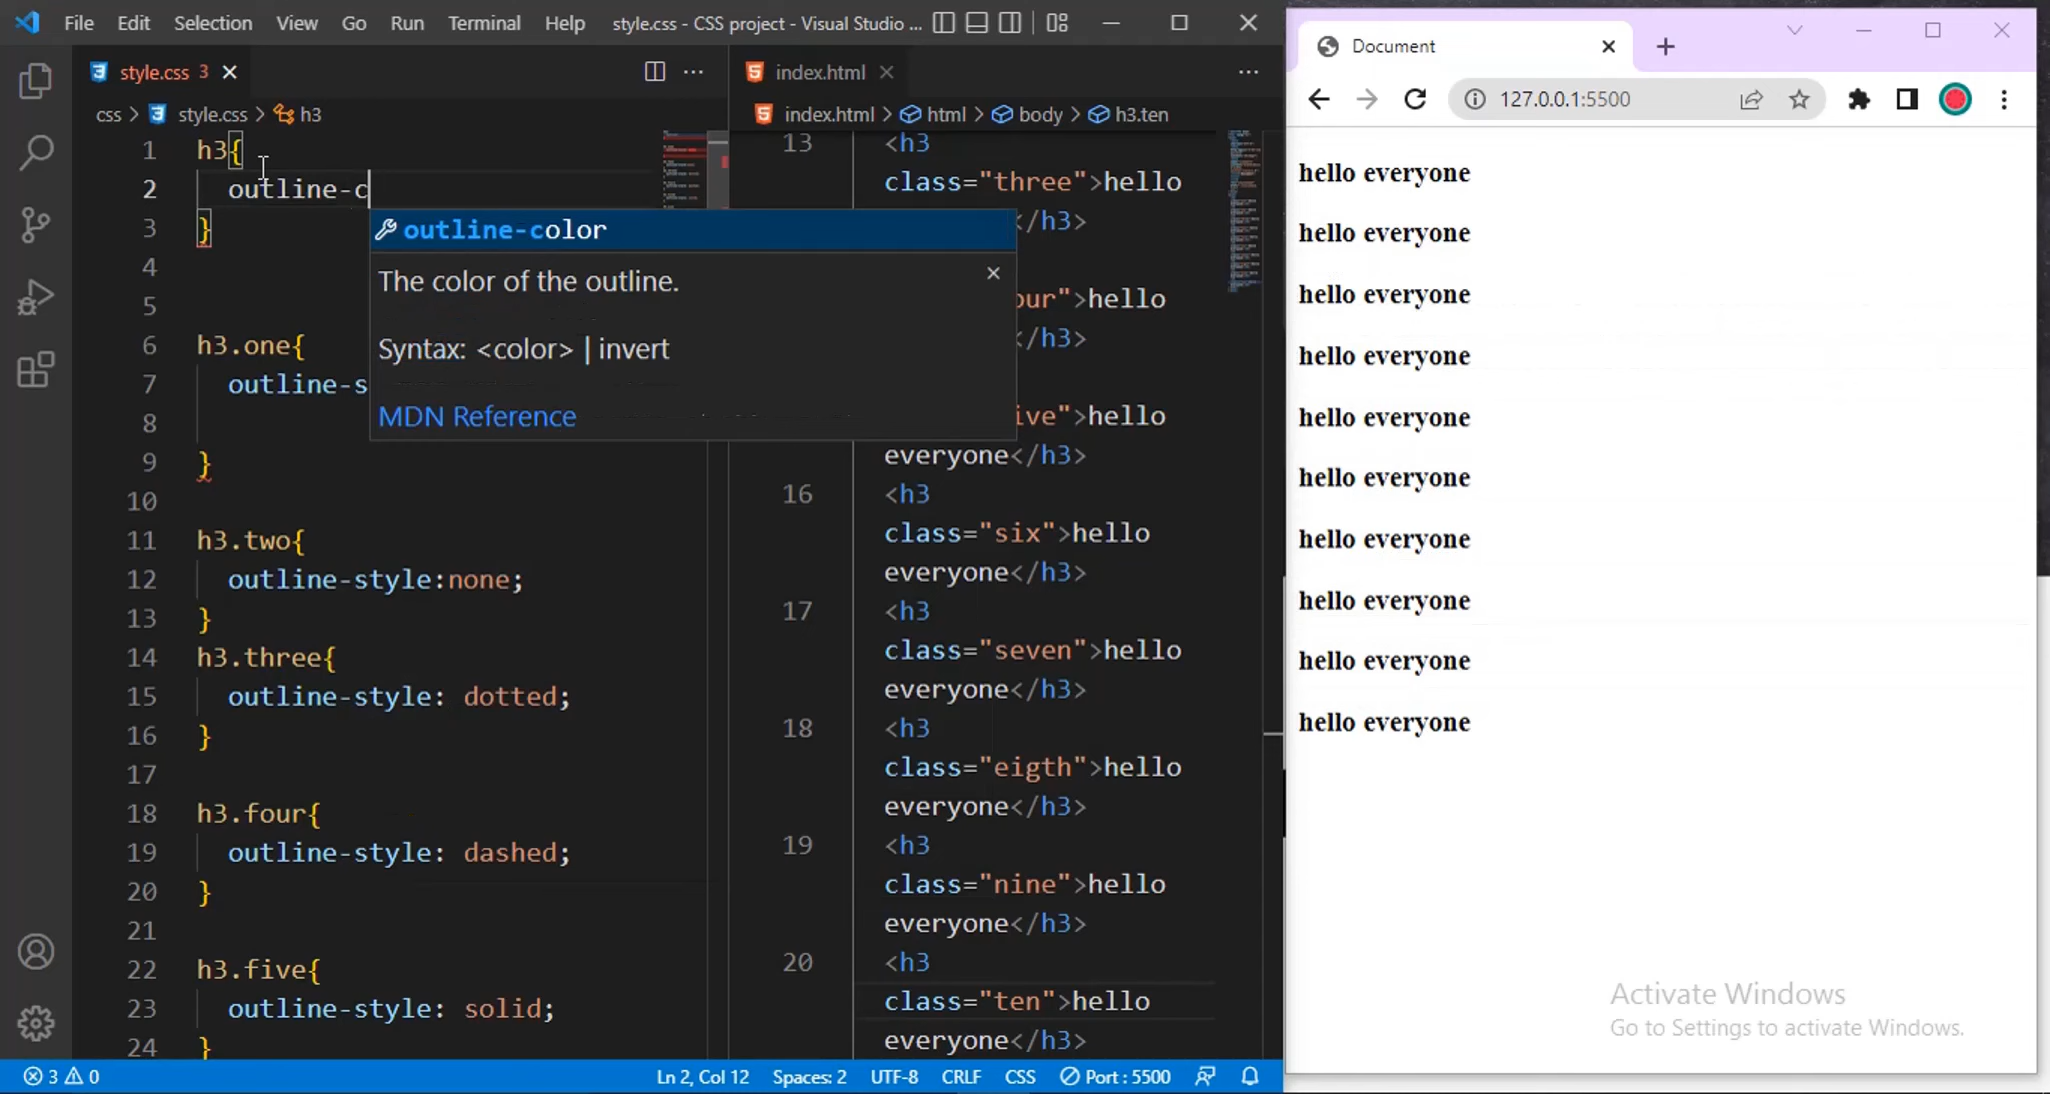 File Edit Selection View Go Run Terminal Help style.css - CSS project - Visual Studio ...
style.css 3
css > style.css > h3
1 h3{
2 outline-c
3 }
4
5
6 h3.one{
7 outline-s
8
9 }
10
11 h3.two{
12 outline-style:none;
13 }
14 h3.three{
15 outline-style: dotted;
16 }
17
18 h3.four{
19 outline-style: dashed;
20 }
21
22 h3.five{
23 outline-style: solid;
24 }
outline-color
The color of the outline.
Syntax: <color> | invert
MDN Reference
index.html
index.html > html > body > h3.ten
13 <h3
class="three">hello
</h3>
our">hello
</h3>
ive">hello
everyone</h3>
16 <h3
class="six">hello
everyone</h3>
17 <h3
class="seven">hello
everyone</h3>
18 <h3
class="eigth">hello
everyone</h3>
19 <h3
class="nine">hello
everyone</h3>
20 <h3
class="ten">hello
everyone</h3>
3 0 Ln 2, Col 12 Spaces: 2 UTF-8 CRLF CSS Port : 5500
Document
127.0.0.1:5500
hello everyone
hello everyone
hello everyone
hello everyone
hello everyone
hello everyone
hello everyone
hello everyone
hello everyone
hello everyone
Activate Windows
Go to Settings to activate Windows.